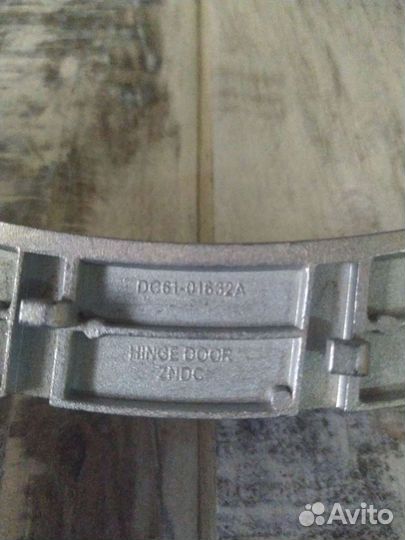 DC61-01632A
HINGE DOOR
ZNDC
Avito